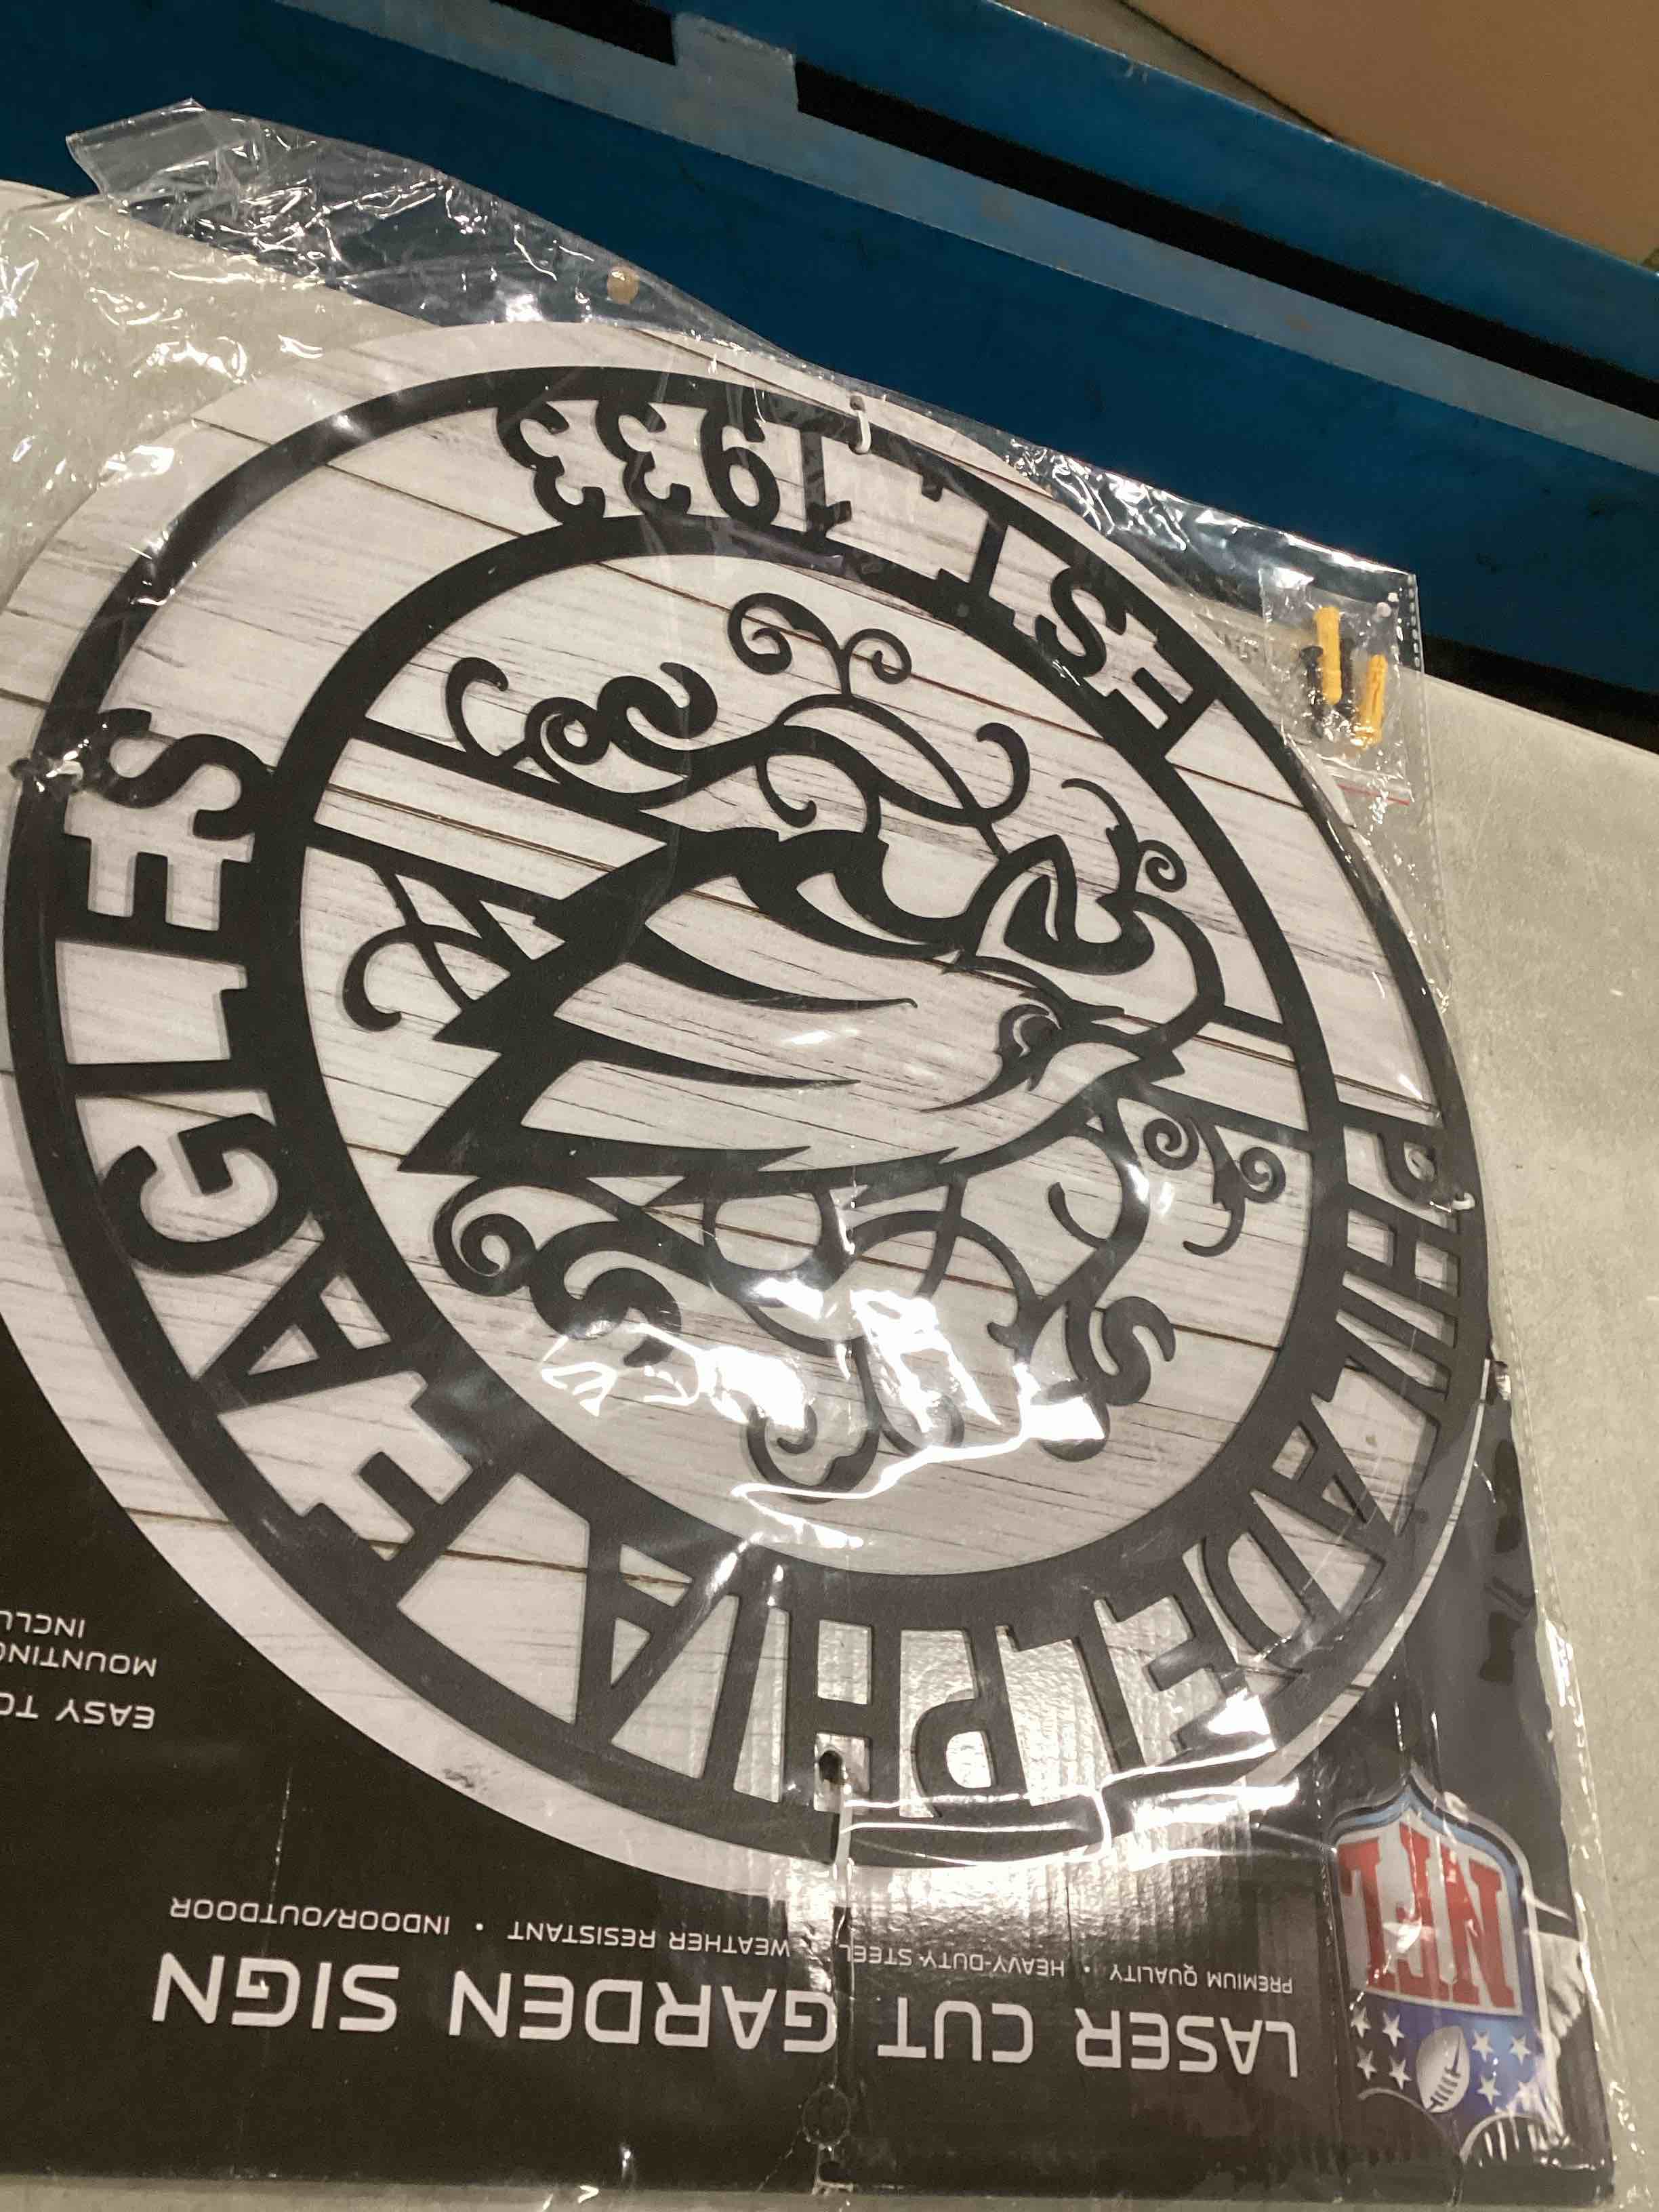 NFL
LASER CUT GARDEN SIGN
PREMIUM QUALITY • HEAVY-DUTY STEEL • WEATHER RESISTANT • INDOOR/OUTDOOR
EASY TO
MOUNTING
PHILADELPHIA EAGLES
EST. 1933